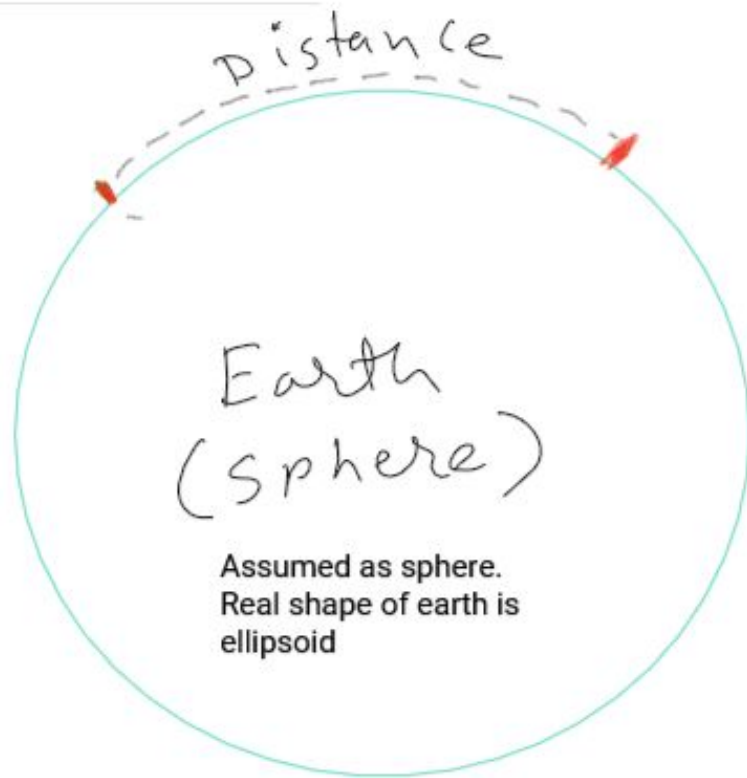 Distance
Earth
(Sphere)
Assumed as sphere.
Real shape of earth is
ellipsoid